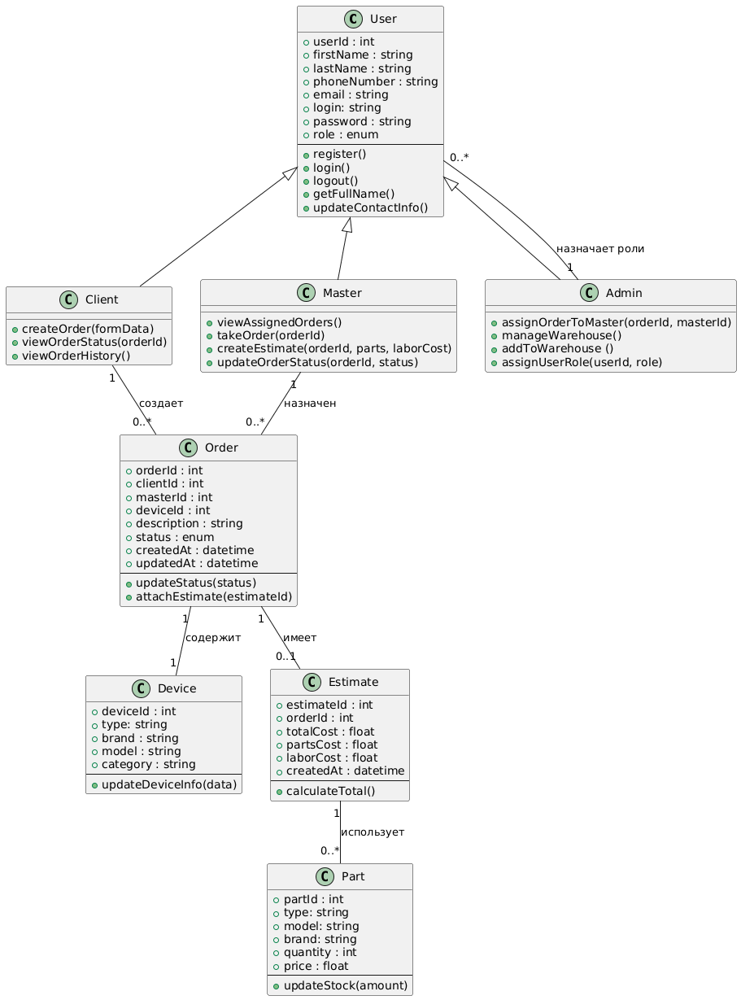 C User
userId : int
firstName : string
lastName : string
phoneNumber : string
email : string
login: string
password : string
role : enum
register()
login()
logout()
getFullName()
updateContactInfo()
0..*
назначает роли
1
C Client
createOrder(formData)
viewOrderStatus(orderId)
viewOrderHistory()
C Master
viewAssignedOrders()
takeOrder(orderId)
createEstimate(orderId, parts, laborCost)
updateOrderStatus(orderId, status)
C Admin
assignOrderToMaster(orderId, masterId)
manageWarehouse()
addToWarehouse ()
assignUserRole(userId, role)
1
создает
0..*
1
назначен
0..*
C Order
orderId : int
clientId : int
masterId : int
deviceId : int
description : string
status : enum
createdAt : datetime
updatedAt : datetime
updateStatus(status)
attachEstimate(estimateId)
1
содержит
1
1
имеет
0..1
C Device
deviceId : int
type: string
brand : string
model : string
category : string
updateDeviceInfo(data)
C Estimate
estimateId : int
orderId : int
totalCost : float
partsCost : float
laborCost : float
createdAt : datetime
calculateTotal()
1
использует
0..*
C Part
partId : int
type: string
model: string
brand: string
quantity : int
price : float
updateStock(amount)